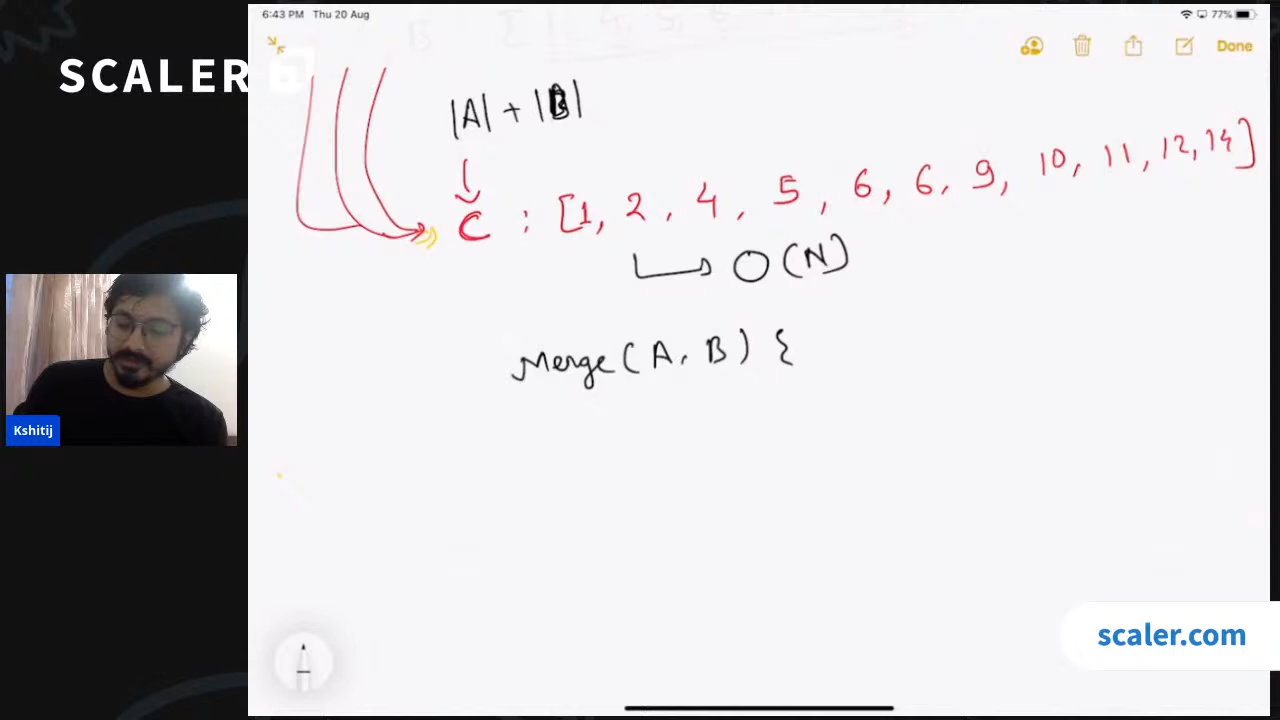 6:43 PM Thu 20 Aug
77%
Done
SCALER
|A| + |B|
C : [1, 2, 4, 5, 6, 6, 9, 10, 11, 12, 14]
O(N)
Merge(A, B) {
Kshitij
scaler.com